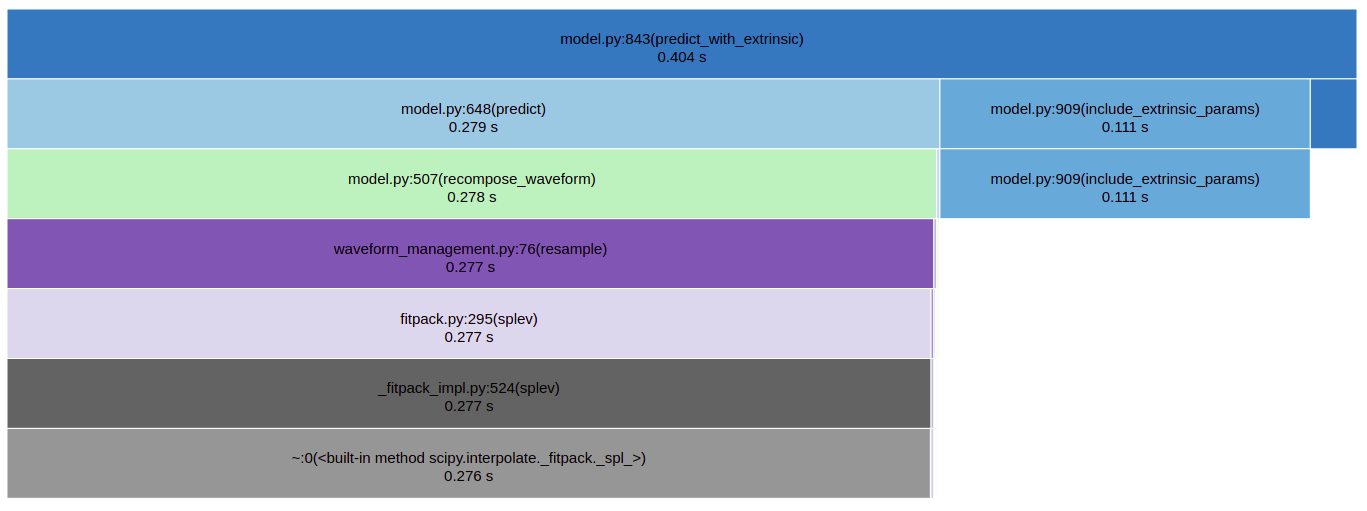 model.py:843(predict_with_extrinsic)
0.404 s
model.py:648(predict)
0.279 s
model.py:909(include_extrinsic_params)
0.111 s
model.py:507(recompose_waveform)
0.278 s
model.py:909(include_extrinsic_params)
0.111 s
waveform_management.py:76(resample)
0.277 s
fitpack.py:295(splev)
0.277 s
_fitpack_impl.py:524(splev)
0.277 s
~:0(<built-in method scipy.interpolate._fitpack._spl_>)
0.276 s